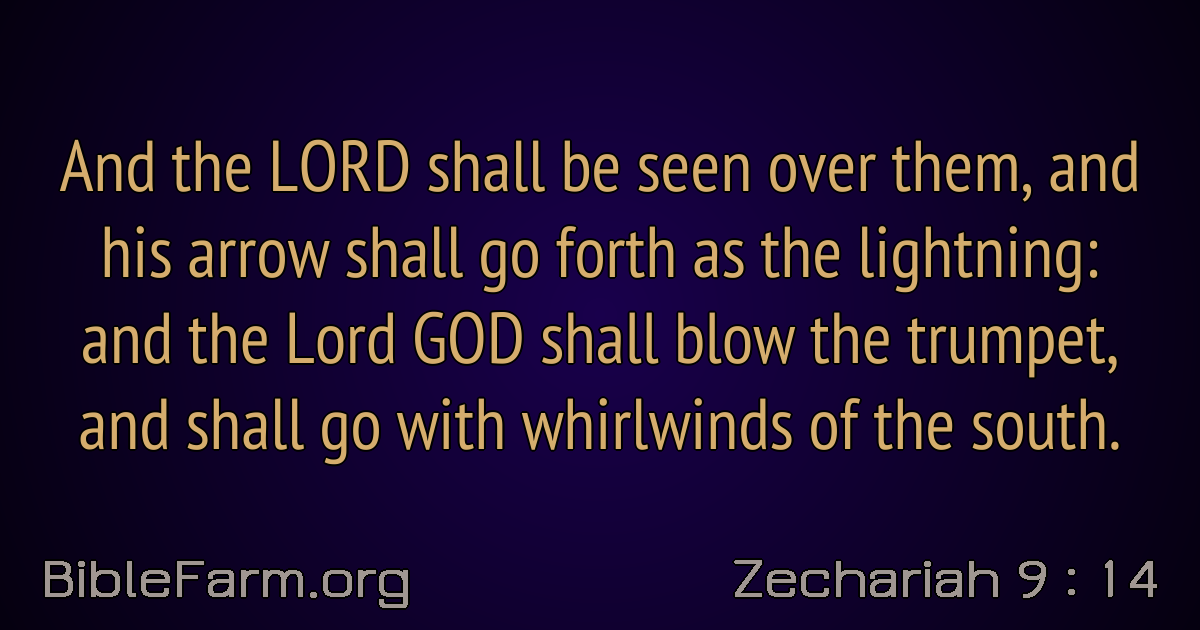 And the LORD shall be seen over them, and
his arrow shall go forth as the lightning:
and the Lord GOD shall blow the trumpet,
and shall go with whirlwinds of the south.
BibleFarm.org
Zechariah 9 : 14